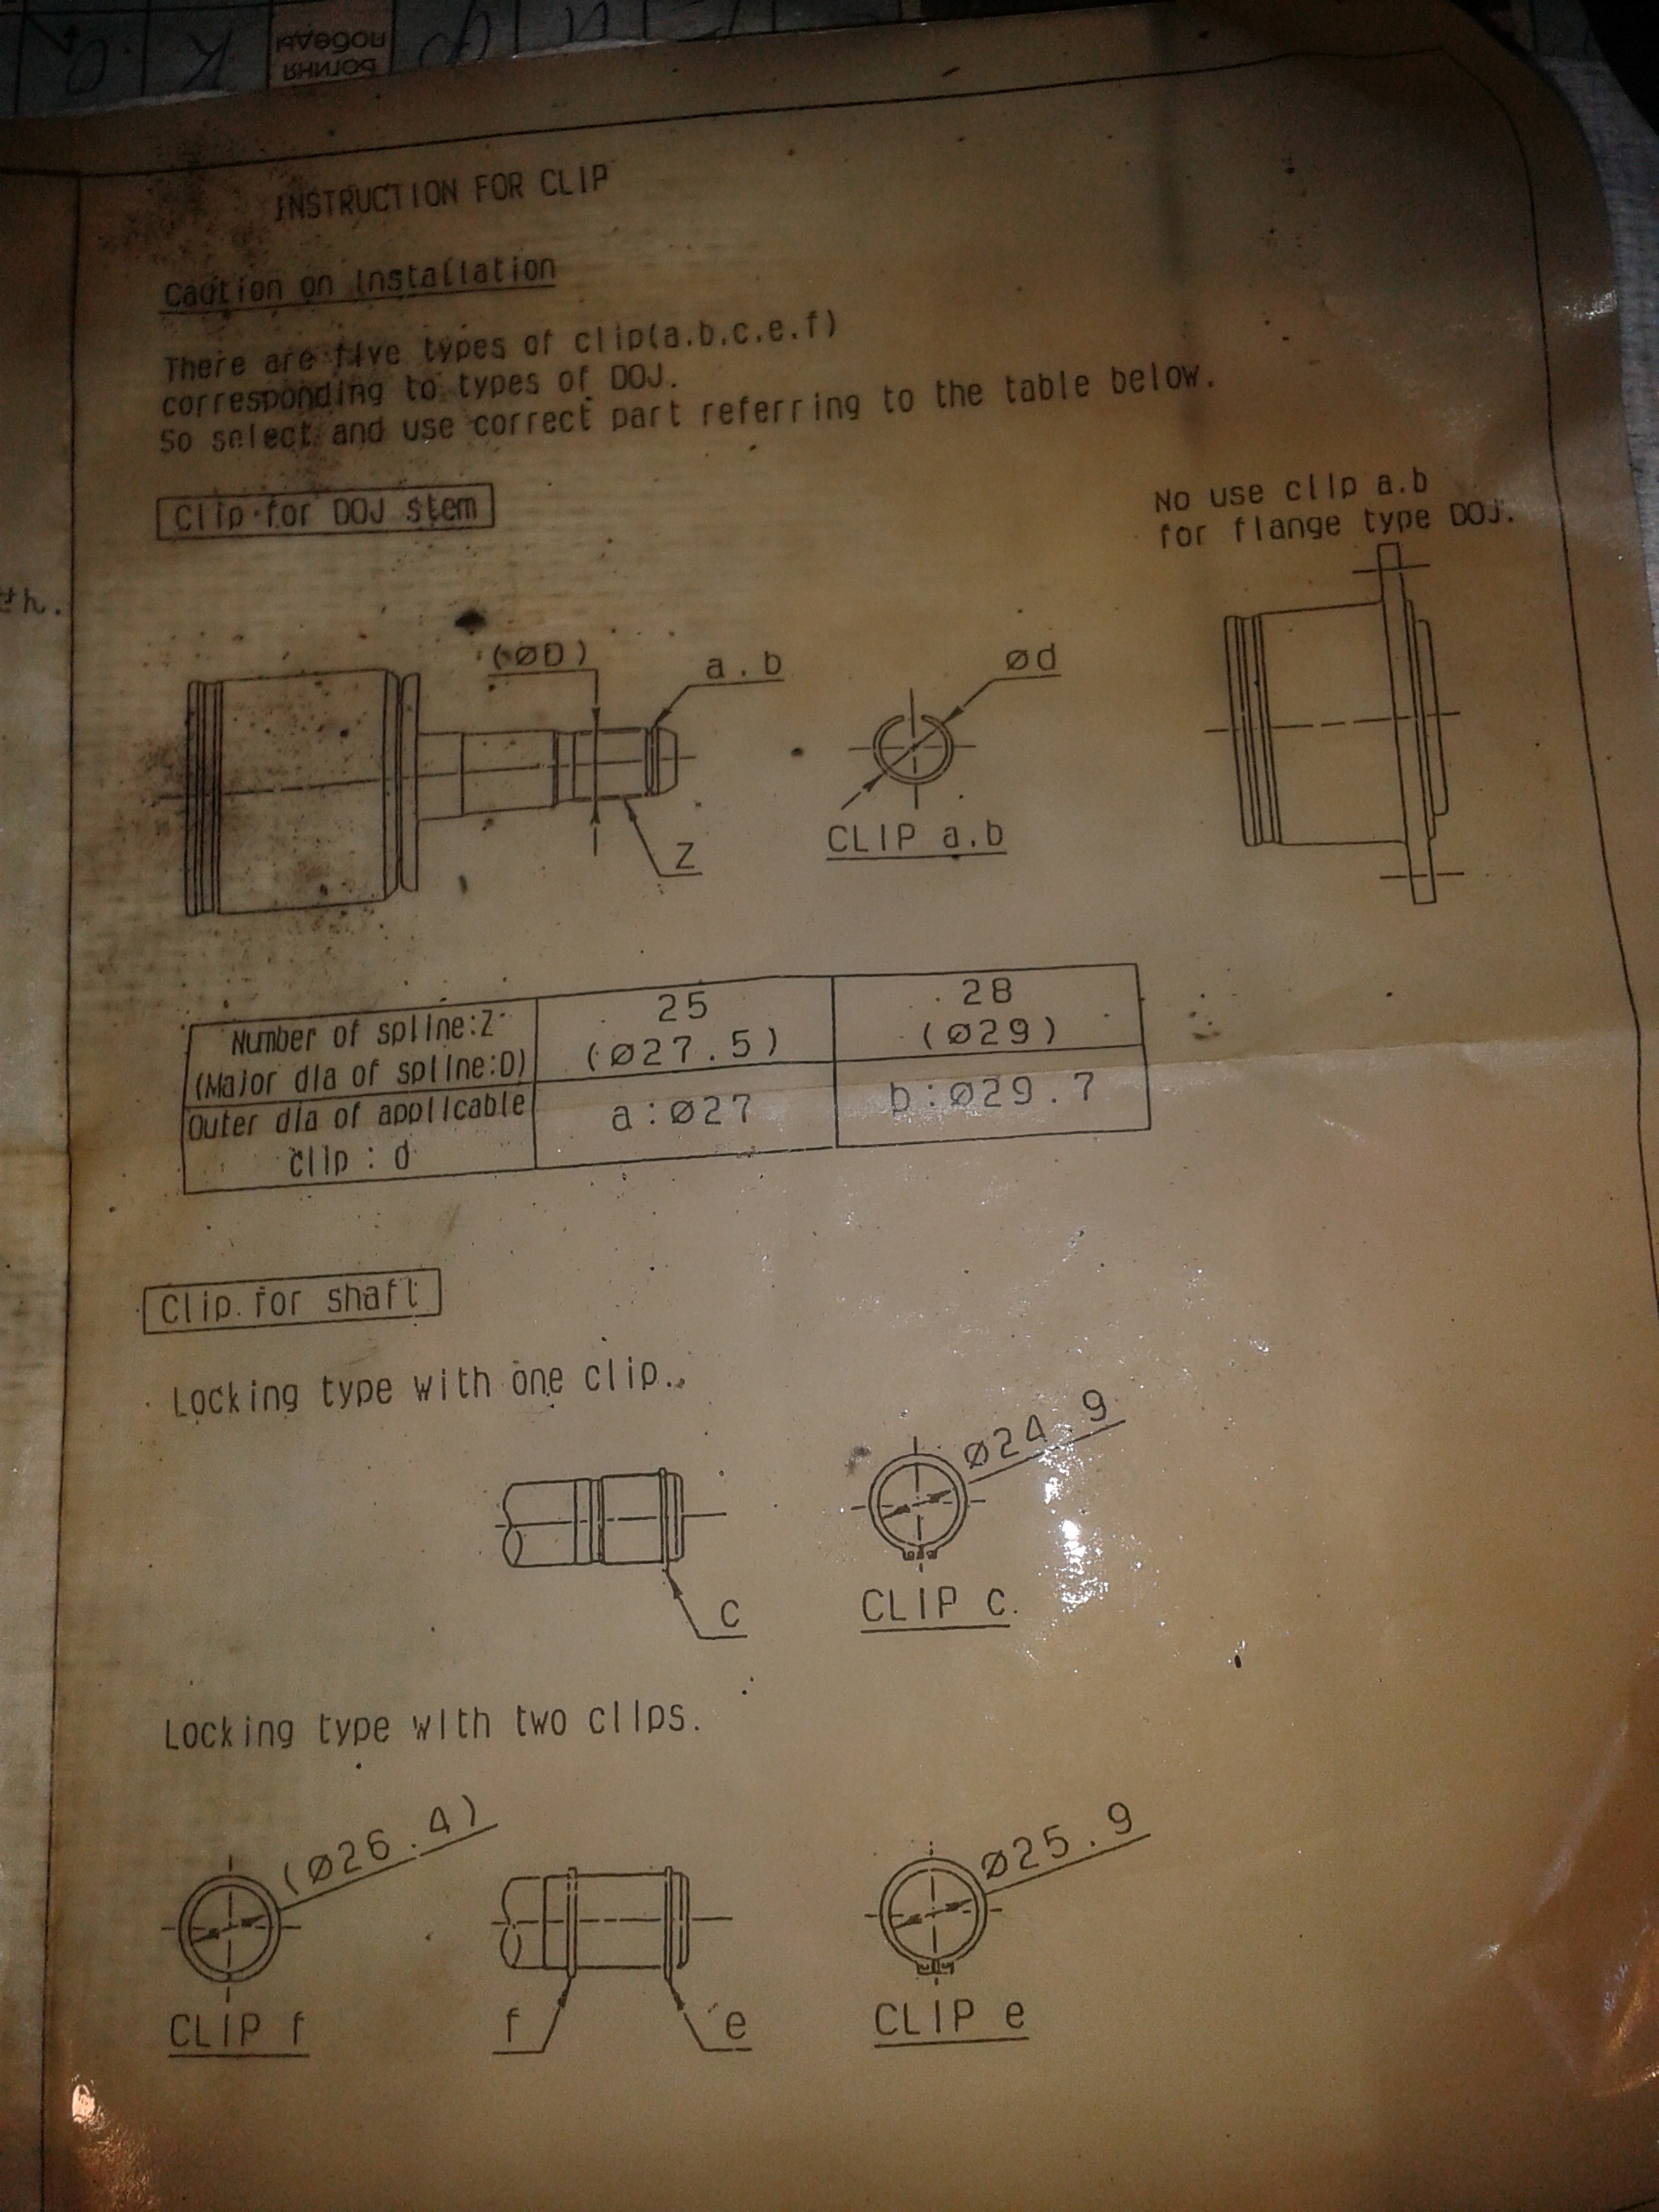 INSTRUCTION FOR CLIP
Caution on Installation
There are five types of clip(a.b.c.e.f)
corresponding to types of DOJ.
So select and use correct part referring to the table below.
Clip for DOJ stem
No use clip a.b
for flange type DOJ.
せん.
(øD)
a.b
ød
Z
CLIP a.b
Number of spline:Z
(Major dia of spline:D)
25
(ø27.5)
28
(ø29)
Outer dia of applicable
clip : d
a:ø27
b:ø29.7
Clip for shaft
Locking type with one clip.
ø24.9
c
CLIP c.
Locking type with two clips.
(ø26.4)
ø25.9
CLIP f
f
e
CLIP e